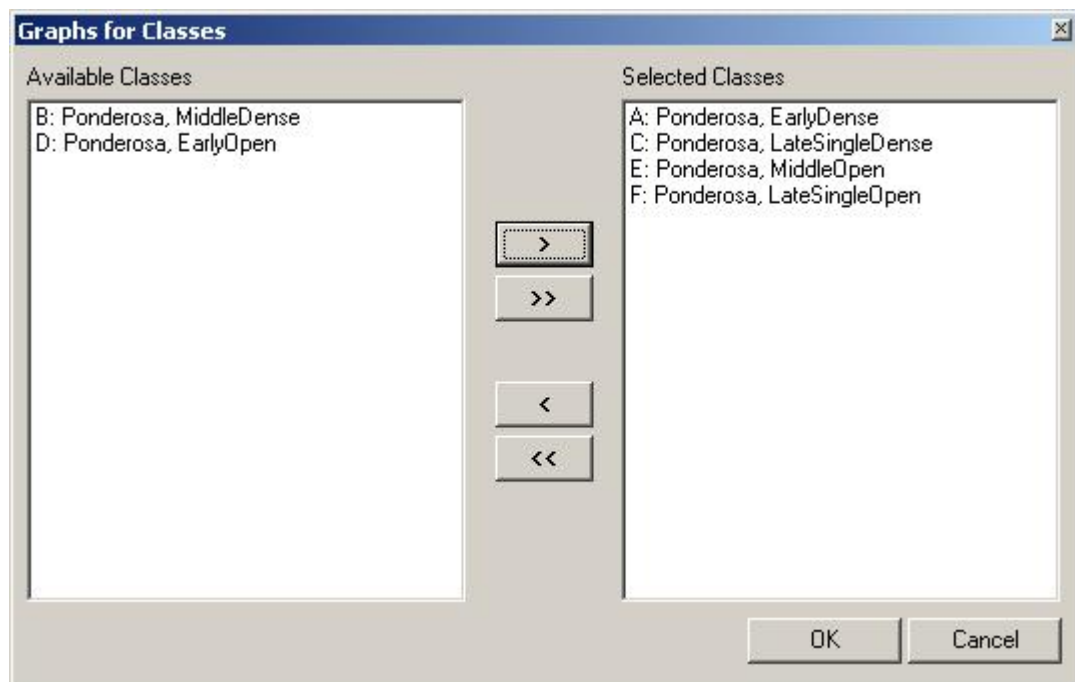 Graphs for Classes
Available Classes
B: Ponderosa, MiddleDense
D: Ponderosa, EarlyOpen
>
>>
<
<<
Selected Classes
A: Ponderosa, EarlyDense
C: Ponderosa, LateSingleDense
E: Ponderosa, MiddleOpen
F: Ponderosa, LateSingleOpen
OK
Cancel